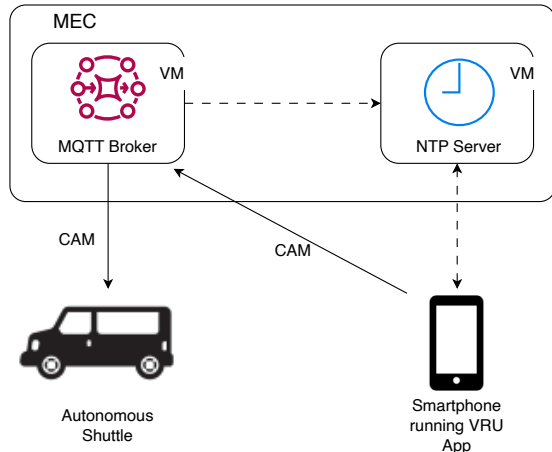 MEC
VM
MQTT Broker
VM
NTP Server
CAM
CAM
Autonomous
Shuttle
Smartphone
running VRU
App